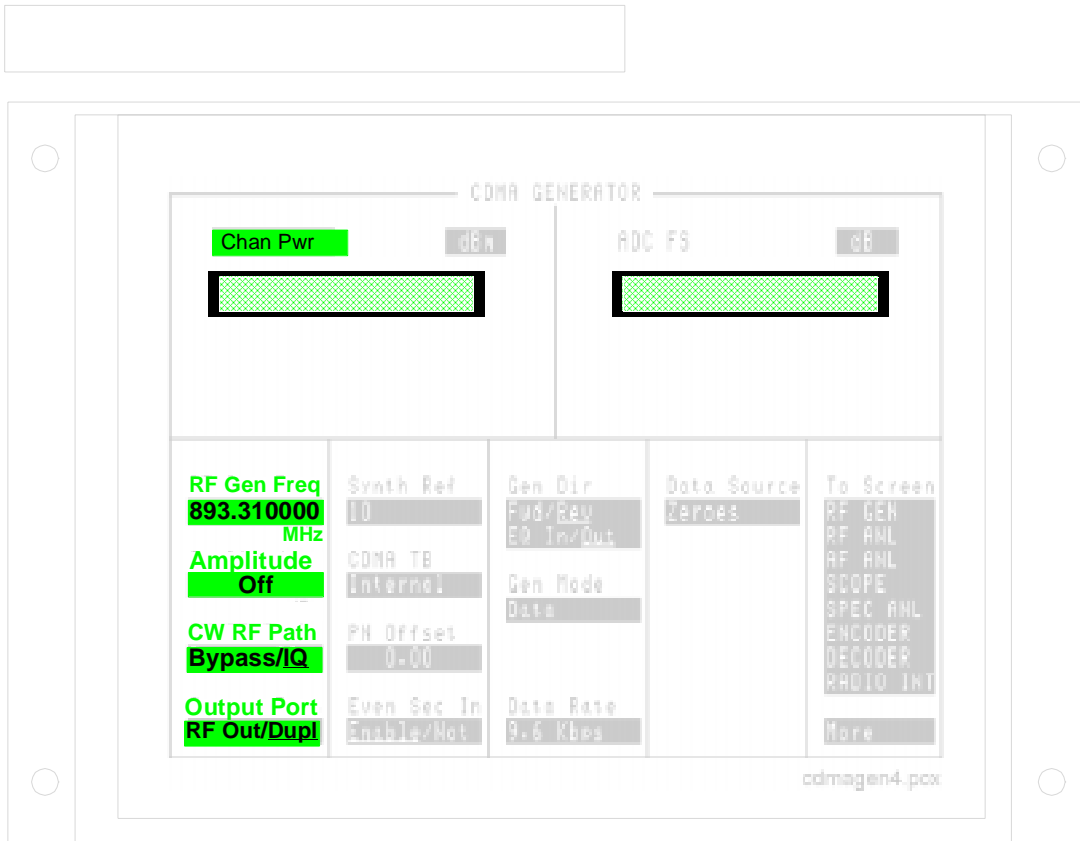 CDMA GENERATOR
Chan Pwr dBm ADC FS dB
RF Gen Freq
893.310000
MHz
Amplitude
Off
CW RF Path
Bypass/IQ
Output Port
RF Out/Dupl
Synth Ref
10
CDMA TB
Internal
PN Offset
0.00
Even Sec In
Enable/Not
Gen Dir
Fwd/Rev
EQ In/Out
Gen Mode
Data
Data Rate
9.6 Kbps
Data Source
Zeroes
To Screen
RF GEN
RF ANL
AF ANL
SCOPE
SPEC ANL
ENCODER
DECODER
RADIO INT
More
cdmagen4.pcx